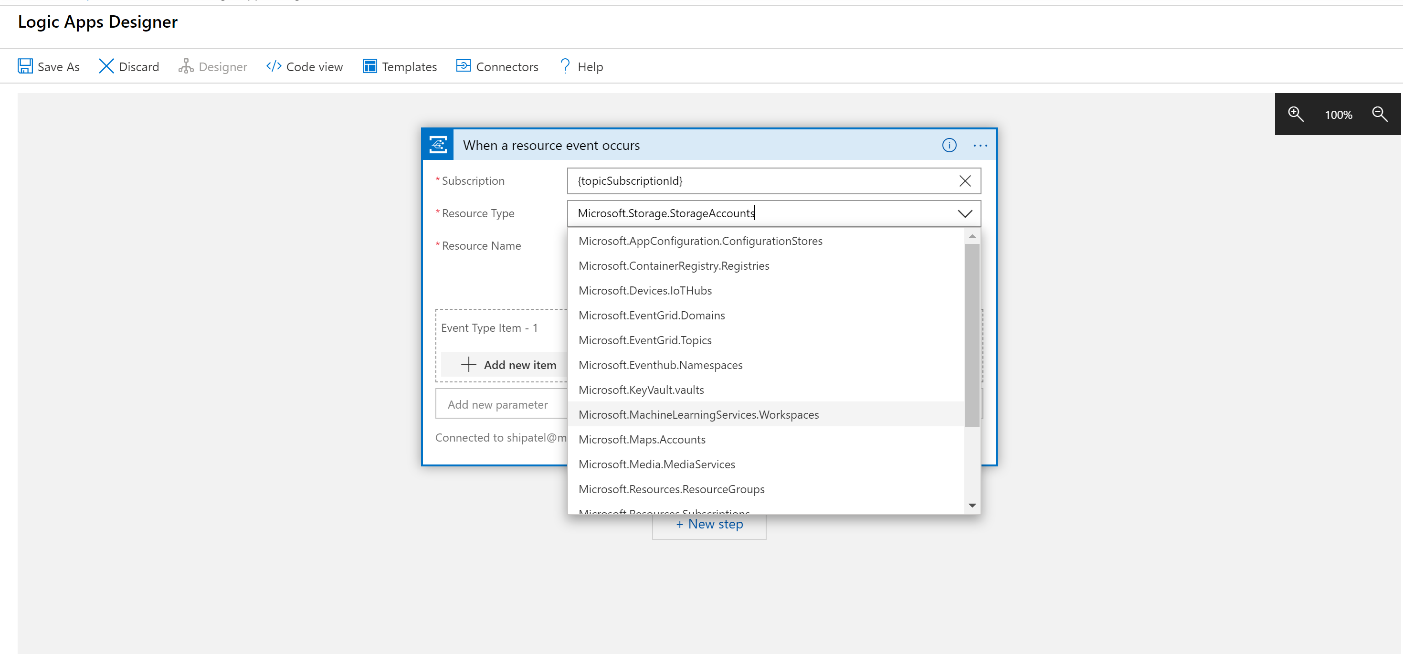 Logic Apps Designer
Save As Discard Designer </> Code view Templates Connectors ? Help
100%
When a resource event occurs
* Subscription {topicSubscriptionId}
* Resource Type Microsoft.Storage.StorageAccounts
* Resource Name
Microsoft.AppConfiguration.ConfigurationStores
Microsoft.ContainerRegistry.Registries
Microsoft.Devices.IoTHubs
Microsoft.EventGrid.Domains
Microsoft.EventGrid.Topics
Microsoft.Eventhub.Namespaces
Microsoft.KeyVault.vaults
Microsoft.MachineLearningServices.Workspaces
Microsoft.Maps.Accounts
Microsoft.Media.MediaServices
Microsoft.Resources.ResourceGroups
Microsoft.Resources.Subscriptions
Event Type Item - 1
+ Add new item
Add new parameter
Connected to shipatel@m
+ New step